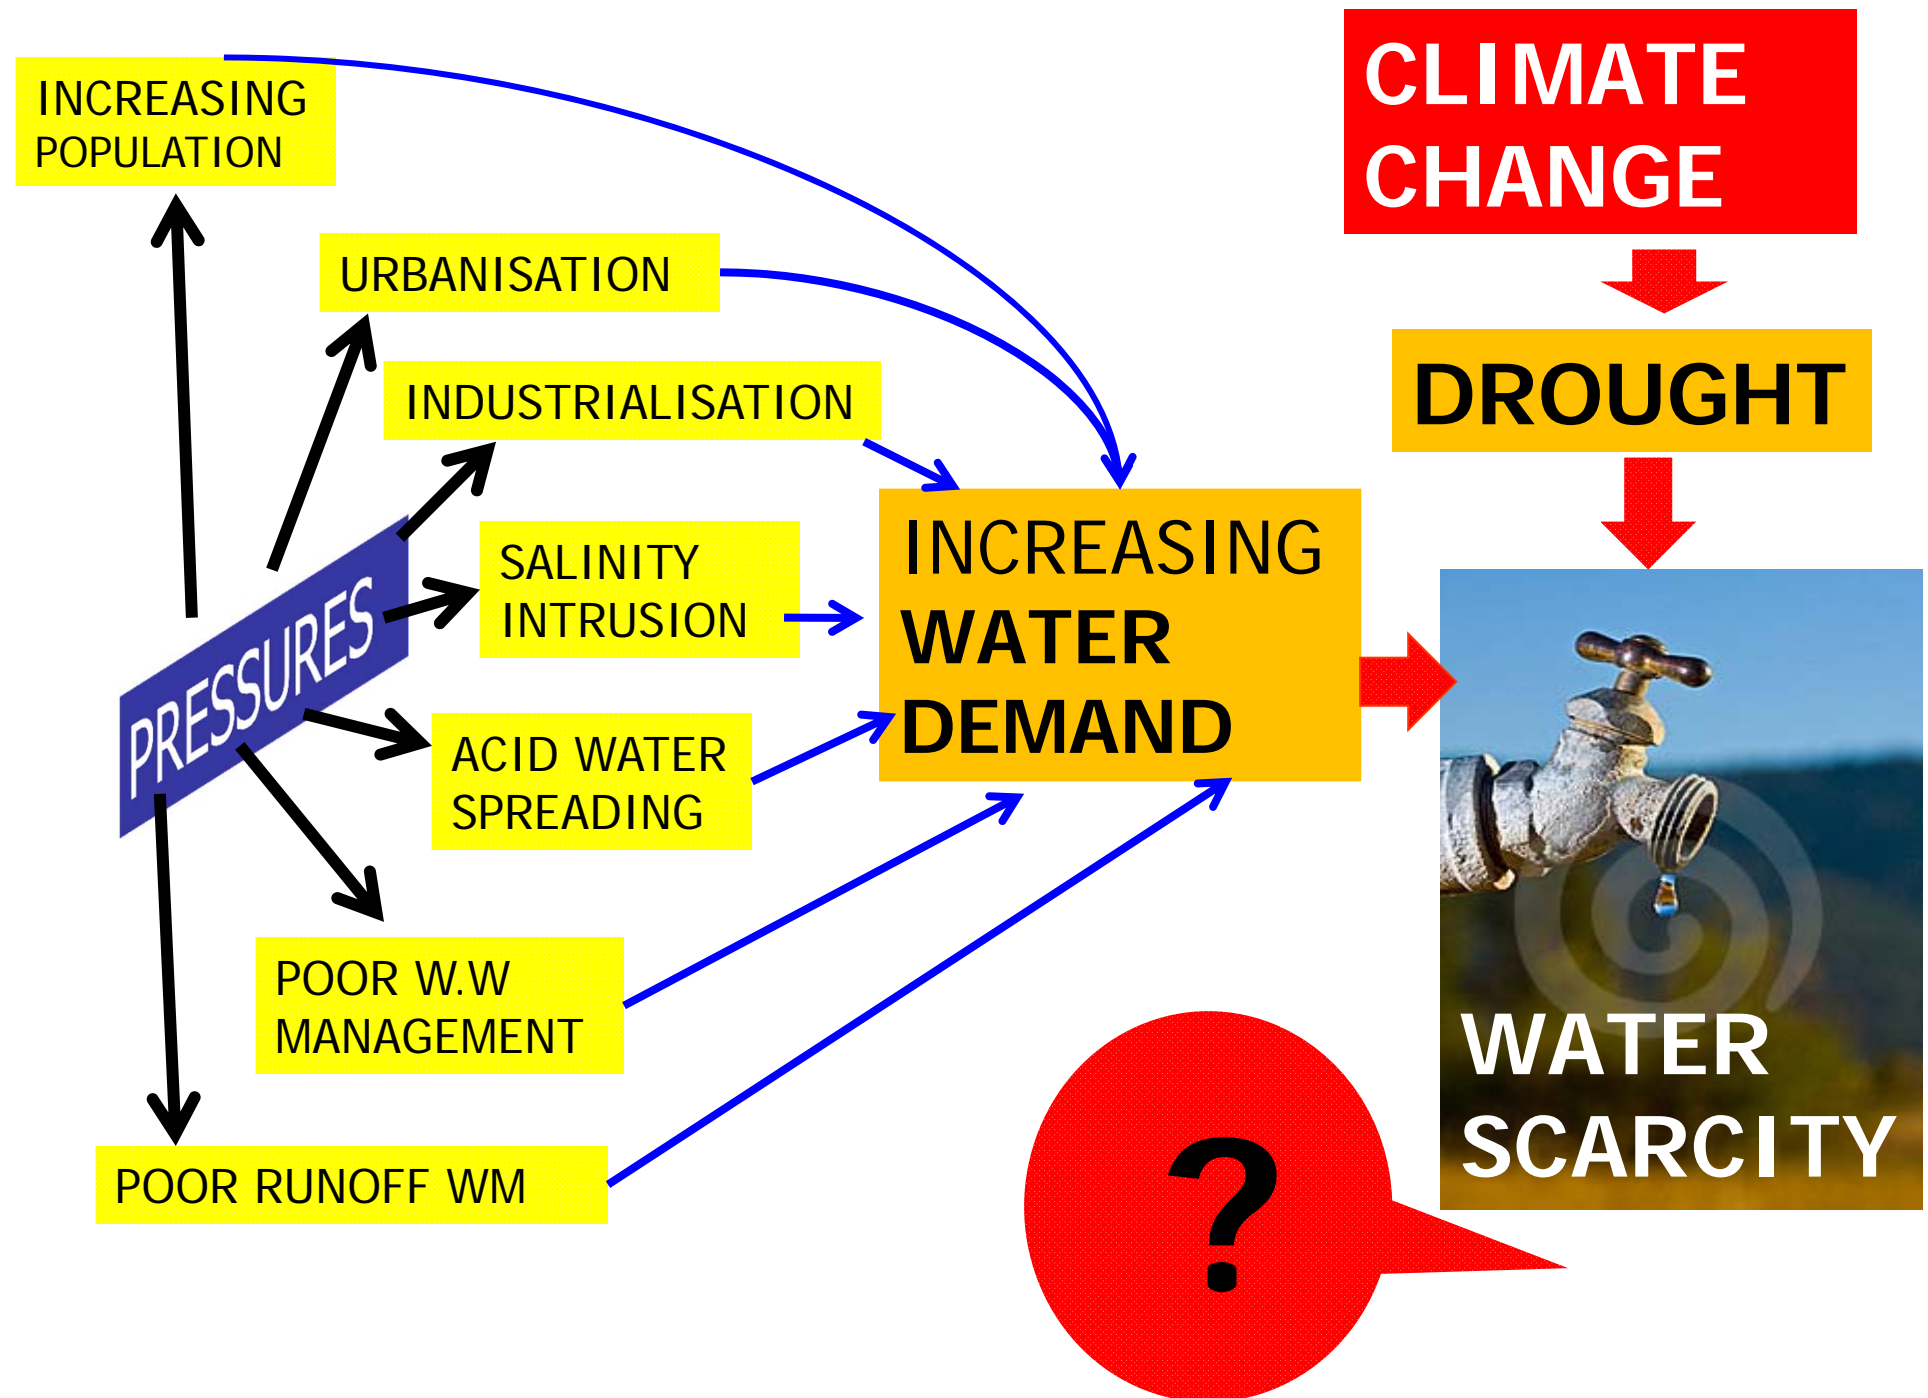 INCREASING
POPULATION
URBANISATION
INDUSTRIALISATION
SALINITY
INTRUSION
PRESSURES
ACID WATER
SPREADING
POOR W.W
MANAGEMENT
POOR RUNOFF WM
INCREASING
WATER
DEMAND
CLIMATE
CHANGE
DROUGHT
WATER
SCARCITY
?